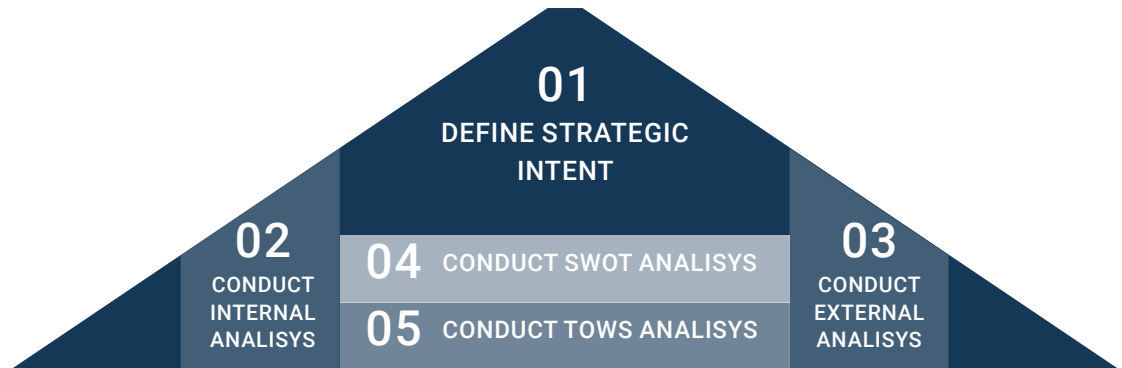 01
DEFINE STRATEGIC
INTENT
02
CONDUCT
INTERNAL
ANALISYS
03
CONDUCT
EXTERNAL
ANALISYS
04 CONDUCT SWOT ANALISYS
05 CONDUCT TOWS ANALISYS